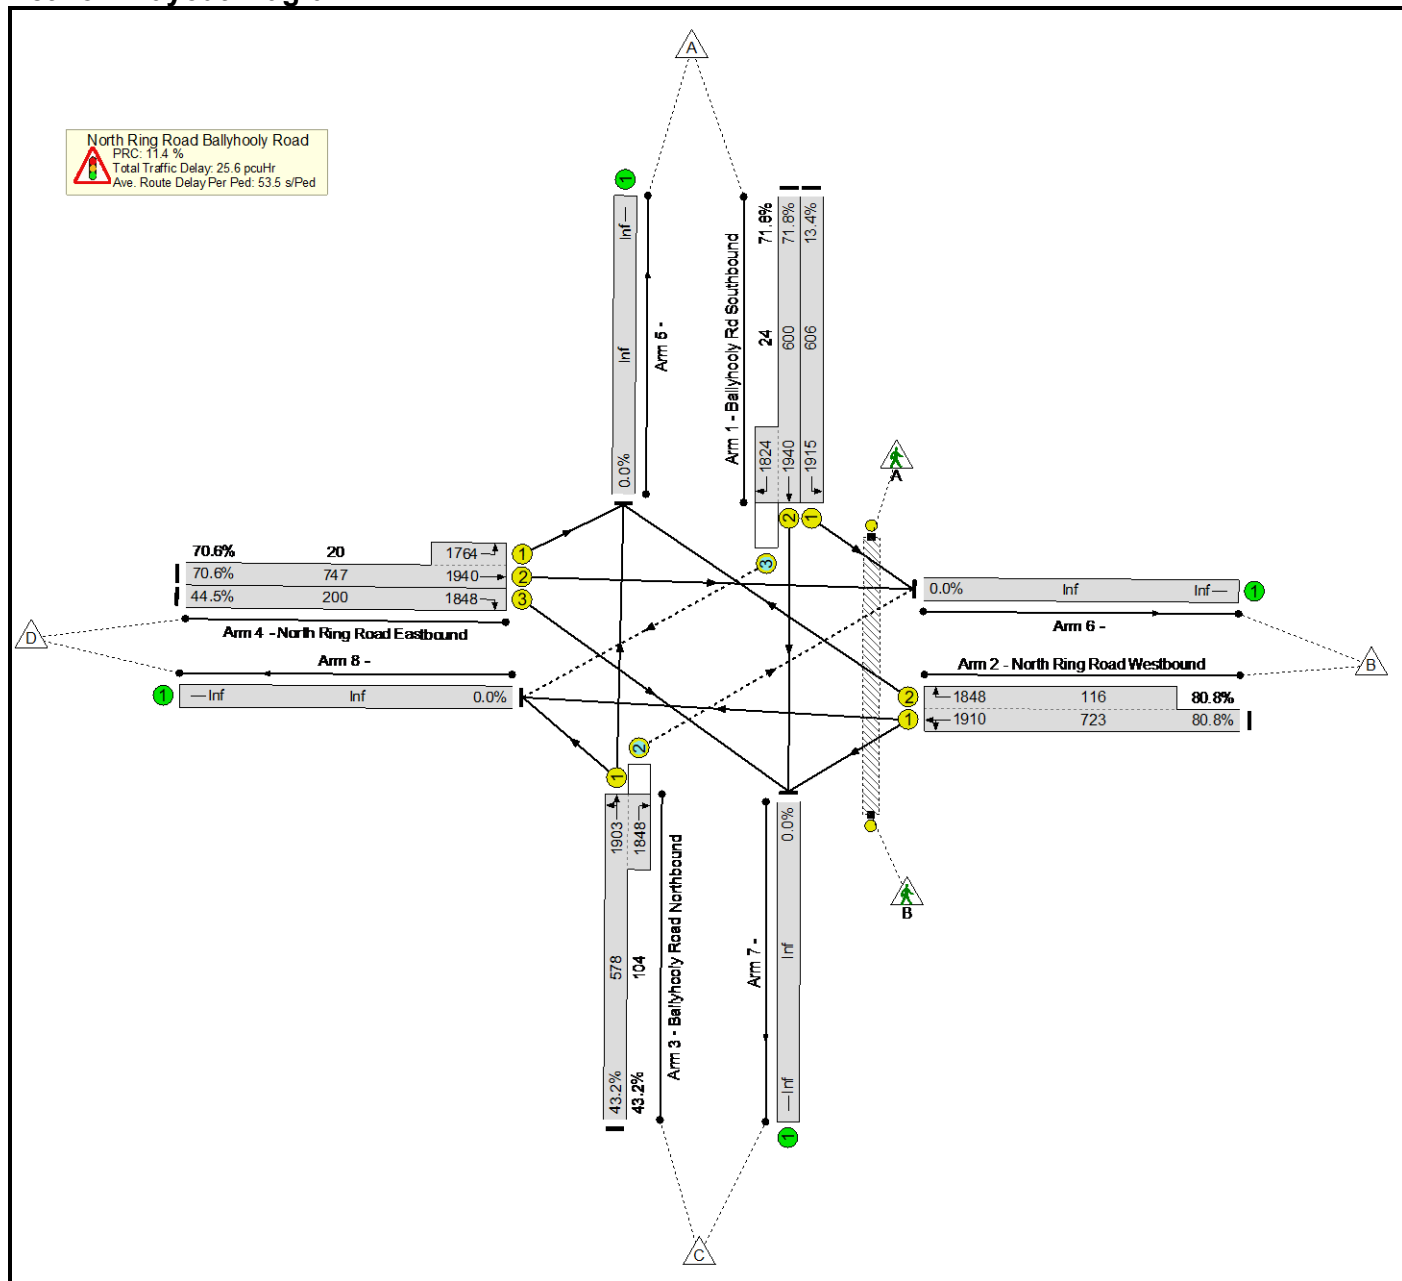 A
North Ring Road Ballyhooly Road
PRC: 11.4 %
Total Traffic Delay: 25.6 pcuHr
Ave. Route Delay Per Ped: 53.5 s/Ped
1
Inf
Inf
0.0%
Arm 5 -
Arm 1 - Ballyhooly Rd Southbound
71.8%
24
1824
71.8%
600
1940
13.4%
606
1915
2
1
3
A
70.6% 20 1764
70.6% 747 1940
44.5% 200 1848
1
2
3
Arm 4 - North Ring Road Eastbound
D
Arm 8 -
1
Inf Inf 0.0%
0.0% Inf Inf
1
Arm 6 -
B
Arm 2 - North Ring Road Westbound
2
1848 116 80.8%
1
1910 723 80.8%
1
2
1903
1848
578
104
43.2%
43.2%
Arm 3 - Ballyhooly Road Northbound
Arm 7 -
0.0%
Inf
Inf
1
B
C